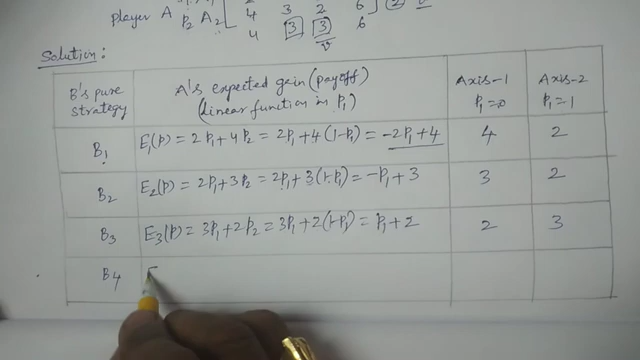 Player A P₂ A₂
4 3 2 6
4 3 3 6
Solution:
B's pure strategy
A's expected gain (payoff) (linear function in P₁)
Axis-1 P₁=0
Axis-2 P₁=1
B₁ E₁(P) = 2P₁+4P₂ = 2P₁+4(1-P₁) = -2P₁+4 4 2
B₂ E₂(P) = 2P₁+3P₂ = 2P₁+3(1-P₁) = -P₁+3 3 2
B₃ E₃(P) = 3P₁+2P₂ = 3P₁+2(1-P₁) = P₁+2 2 3
B₄